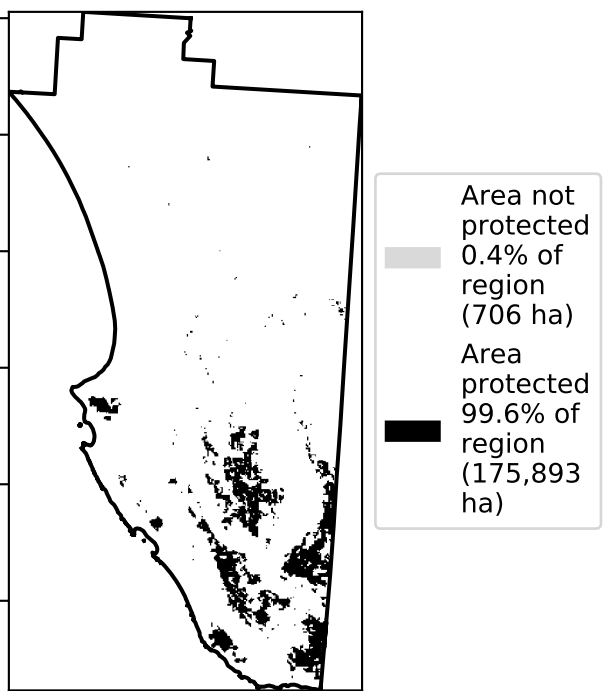 Area not
protected
0.4% of
region
(706 ha)
Area
protected
99.6% of
region
(175,893
ha)